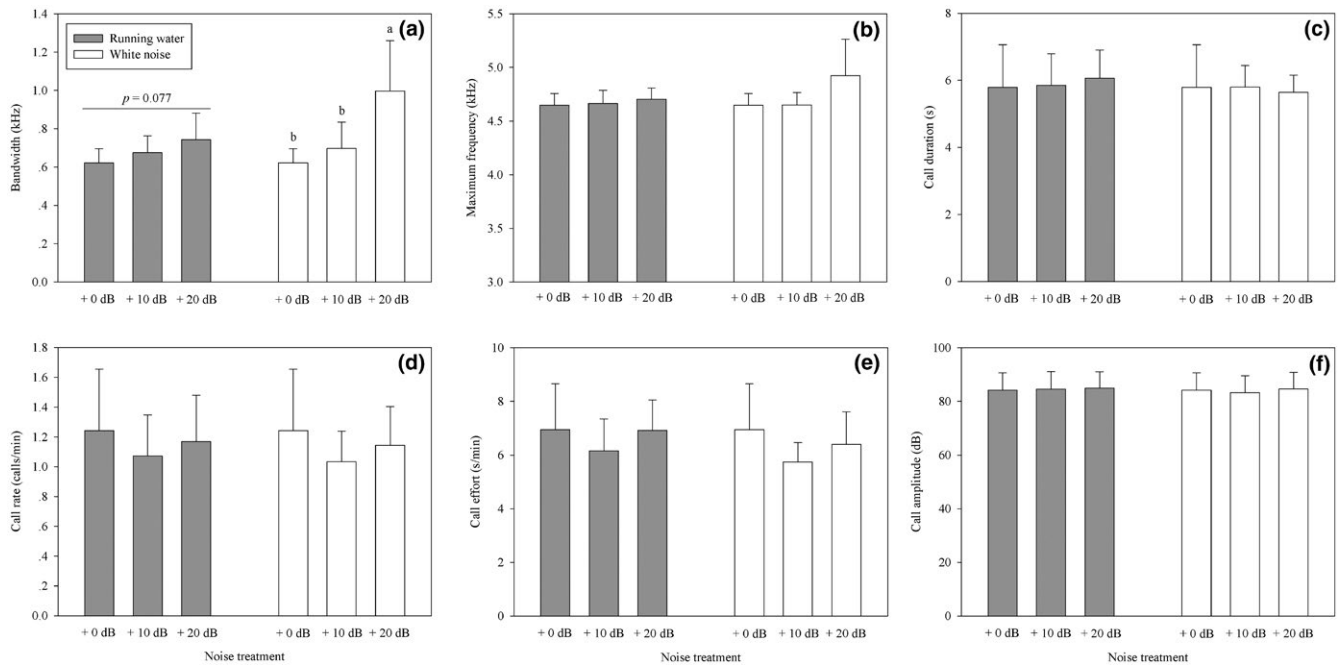 (a)
Running water
White noise
a
p = 0.077
b
b
Bandwidth (kHz)
1.4
1.2
1.0
.8
.6
.4
.2
0.0
+ 0 dB + 10 dB + 20 dB + 0 dB + 10 dB + 20 dB
(b)
Maximum frequency (kHz)
5.5
5.0
4.5
4.0
3.5
3.0
+ 0 dB + 10 dB + 20 dB + 0 dB + 10 dB + 20 dB
(c)
Call duration (s)
8
6
4
2
0
+ 0 dB + 10 dB + 20 dB + 0 dB + 10 dB + 20 dB
(d)
Call rate (calls/min)
1.8
1.6
1.4
1.2
1.0
.8
.6
.4
.2
0.0
+ 0 dB + 10 dB + 20 dB + 0 dB + 10 dB + 20 dB
Noise treatment
(e)
Call effort (s/min)
10
8
6
4
2
0
+ 0 dB + 10 dB + 20 dB + 0 dB + 10 dB + 20 dB
Noise treatment
(f)
Call amplitude (dB)
100
80
60
40
20
0
+ 0 dB + 10 dB + 20 dB + 0 dB + 10 dB + 20 dB
Noise treatment